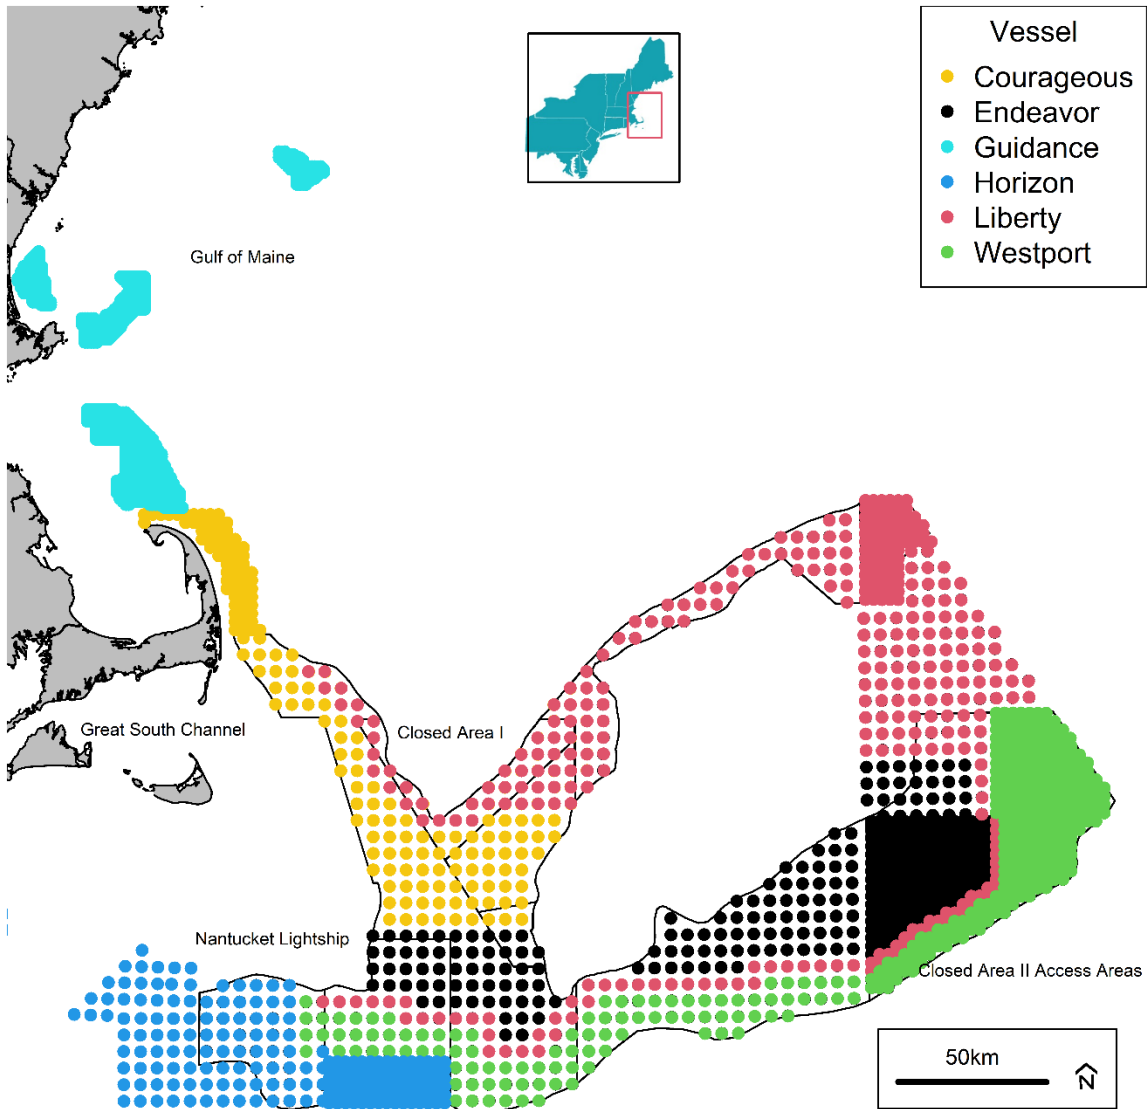 Vessel
Courageous
Endeavor
Guidance
Horizon
Liberty
Westport
Gulf of Maine
Great South Channel
Closed Area I
Nantucket Lightship
Closed Area II Access Areas
50km
N